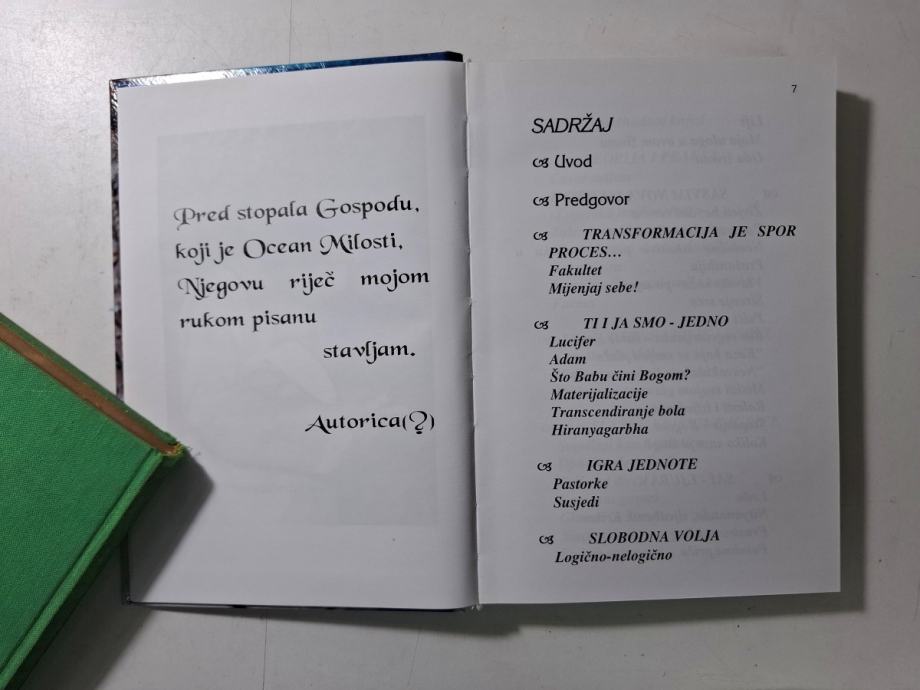 Pred stopala Gospodu,
koji je Ocean Milosti,
Njegovu riječ mojom
rukom pisanu
stavljam.
Autorica(?)
7
SADRŽAJ
Uvod
Predgovor
TRANSFORMACIJA JE SPOR
PROCES...
Fakultet
Mijenjaj sebe!
TI I JA SMO - JEDNO
Lucifer
Adam
Što Babu čini Bogom?
Materijalizacije
Transcendiranje bola
Hiranyagarbha
IGRA JEDNOTE
Pastorke
Susjedi
SLOBODNA VOLJA
Logično-nelogično